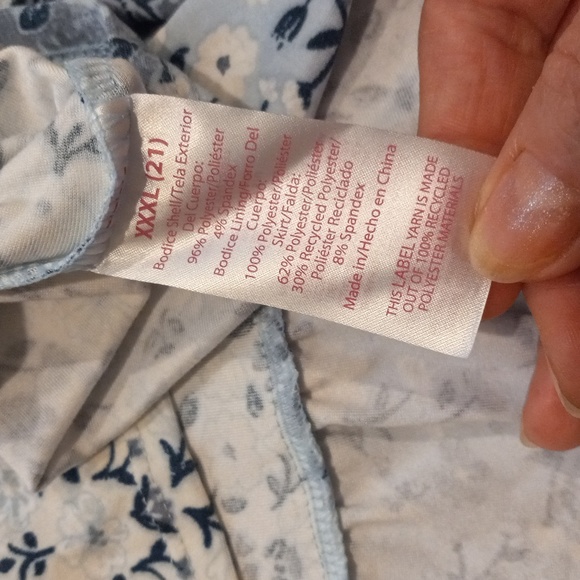 XXXL (21)
Bodice Shell/Tela Exterior
Del Cuerpo:
96% Polyester/Poliéster
4% Spandex
Bodice Lining/Forro Del
Cuerpo
100% Polyester/Poliéster
Skirt/Falda:
62% Polyester/Poliéster
30% Recycled Polyester/
Poliéster Reciclado
8% Spandex
Made in/Hecho en China
THIS LABEL YARN IS MADE
OUT OF 100% RECYCLED
POLYESTER MATERIALS